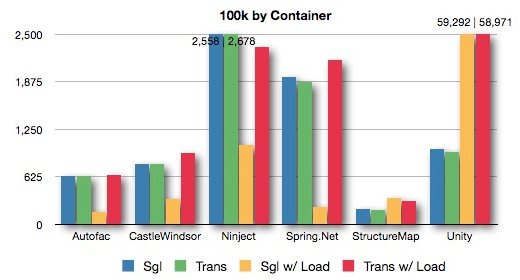 100k by Container
59,292 | 58,971
2,500
2,558 | 2,678
1,875
1,250
625
0
Autofac CastleWindsor Ninject Spring.Net StructureMap Unity
Sgl Trans Sgl w/ Load Trans w/ Load